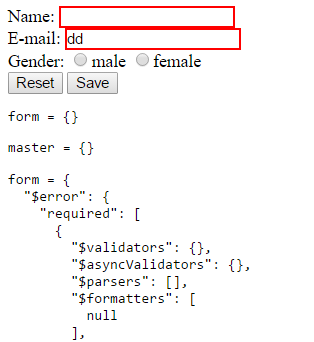 Name:
E-mail: dd
Gender: male female
Reset Save
form = {}
master = {}
form = {
  "$error": {
    "required": [
      {
        "$validators": {},
        "$asyncValidators": {},
        "$parsers": [],
        "$formatters": [
          null
        ],